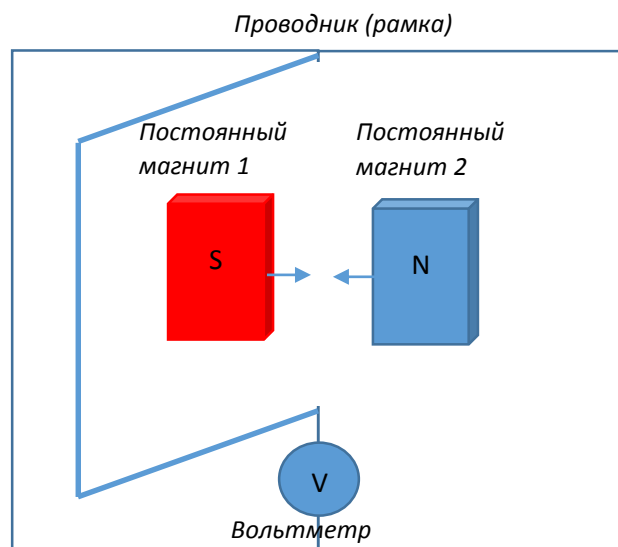 Проводник (рамка)
Постоянный
магнит 1
Постоянный
магнит 2
S
N
V
Вольтметр